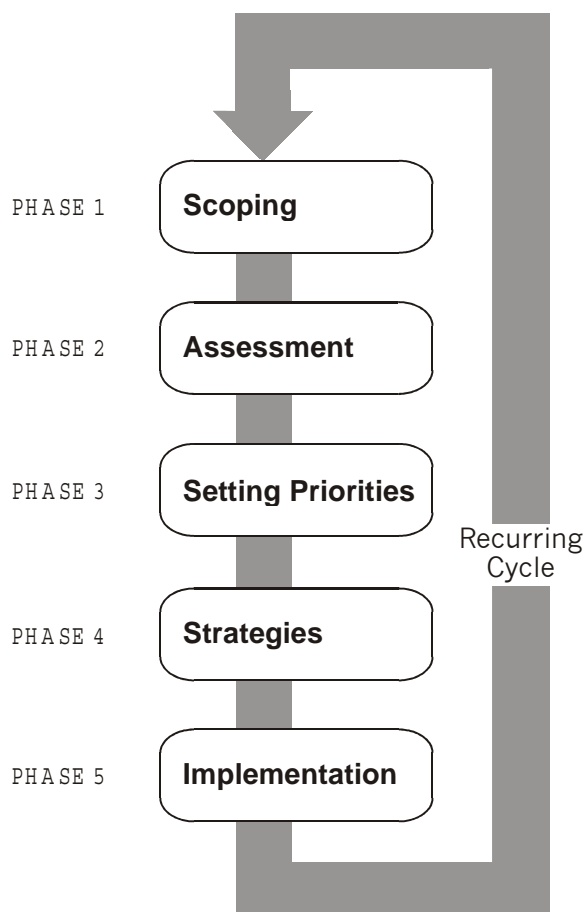 PHASE 1
Scoping
PHASE 2
Assessment
PHASE 3
Setting Priorities
Recurring
Cycle
PHASE 4
Strategies
PHASE 5
Implementation